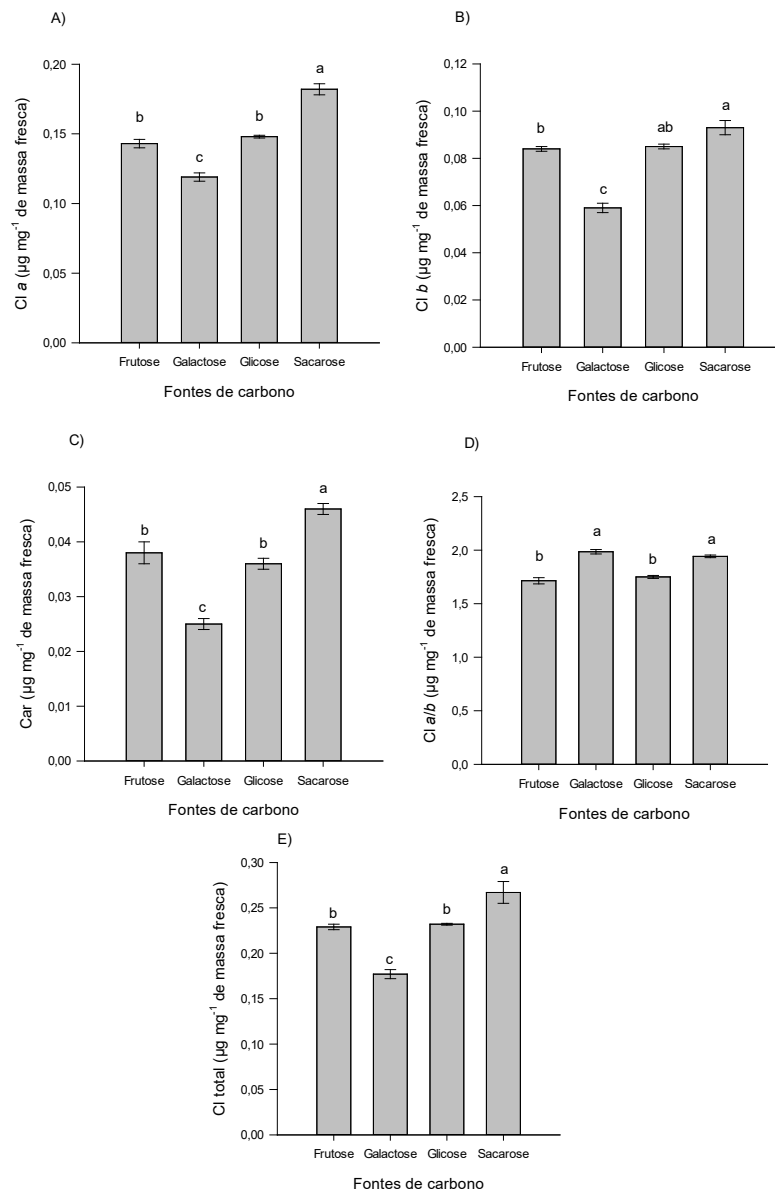 A)
Cl a (µg mg⁻¹ de massa fresca)
0,20
0,15
0,10
0,05
0,00
b
c
b
a
Frutose Galactose Glicose Sacarose
Fontes de carbono
B)
Cl b (µg mg⁻¹ de massa fresca)
0,12
0,10
0,08
0,06
0,04
0,02
0,00
b
c
ab
a
Frutose Galactose Glicose Sacarose
Fontes de carbono
C)
Car (µg mg⁻¹ de massa fresca)
0,05
0,04
0,03
0,02
0,01
0,00
b
c
b
a
Frutose Galactose Glicose Sacarose
Fontes de carbono
D)
Cl a/b (µg mg⁻¹ de massa fresca)
2,5
2,0
1,5
1,0
0,5
0,0
b
a
b
a
Frutose Galactose Glicose Sacarose
Fontes de carbono
E)
Cl total (µg mg⁻¹ de massa fresca)
0,30
0,25
0,20
0,15
0,10
0,05
0,00
b
c
b
a
Frutose Galactose Glicose Sacarose
Fontes de carbono